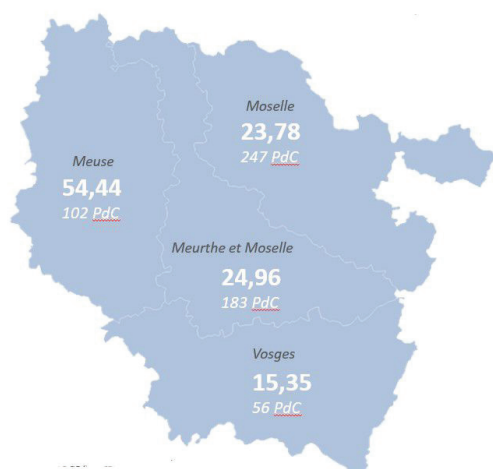 Moselle
23,78
247 PdC
Meuse
54,44
102 PdC
Meurthe et Moselle
24,96
183 PdC
Vosges
15,35
56 PdC